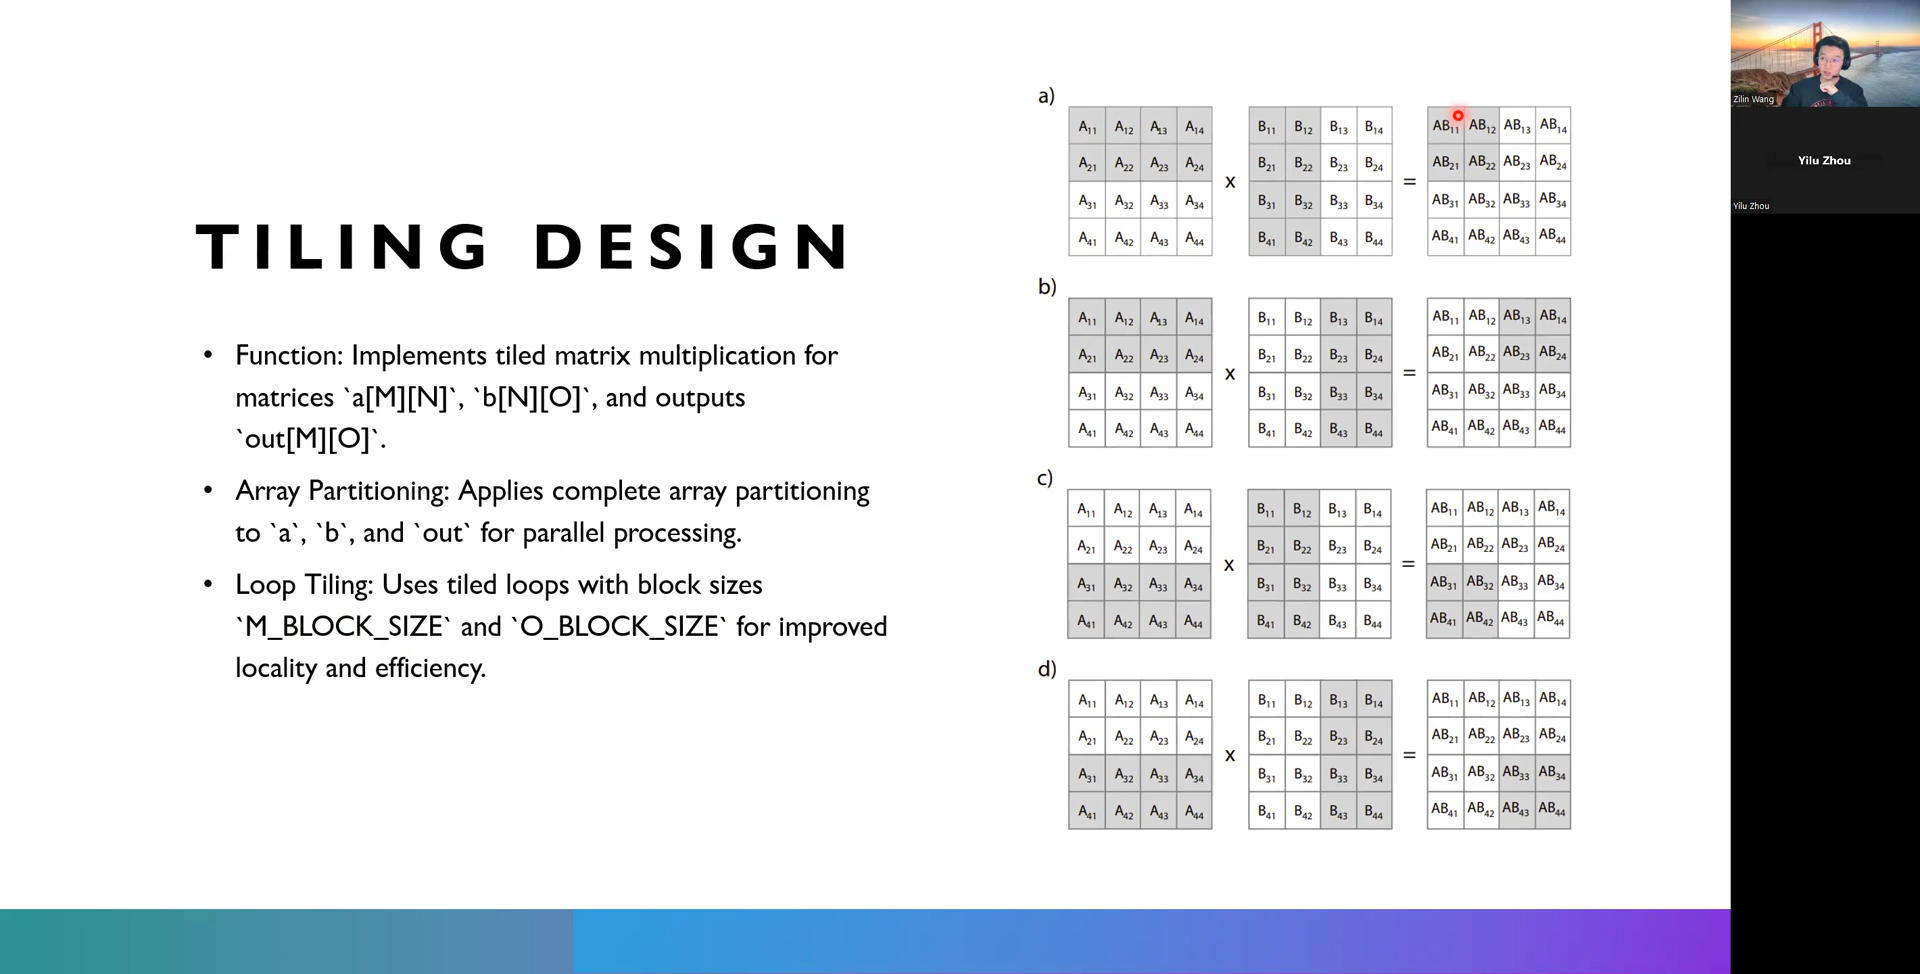 TILING DESIGN
• Function: Implements tiled matrix multiplication for
matrices `a[M][N]`, `b[N][O]`, and outputs
`out[M][O]`.
• Array Partitioning: Applies complete array partitioning
to `a`, `b`, and `out` for parallel processing.
• Loop Tiling: Uses tiled loops with block sizes
`M_BLOCK_SIZE` and `O_BLOCK_SIZE` for improved
locality and efficiency.
a)
A11 A12 A13 A14 B11 B12 B13 B14 AB11 AB12 AB13 AB14
A21 A22 A23 A24 B21 B22 B23 B24 AB21 AB22 AB23 AB24
x =
A31 A32 A33 A34 B31 B32 B33 B34 AB31 AB32 AB33 AB34
A41 A42 A43 A44 B41 B42 B43 B44 AB41 AB42 AB43 AB44
b)
A11 A12 A13 A14 B11 B12 B13 B14 AB11 AB12 AB13 AB14
A21 A22 A23 A24 B21 B22 B23 B24 AB21 AB22 AB23 AB24
x =
A31 A32 A33 A34 B31 B32 B33 B34 AB31 AB32 AB33 AB34
A41 A42 A43 A44 B41 B42 B43 B44 AB41 AB42 AB43 AB44
c)
A11 A12 A13 A14 B11 B12 B13 B14 AB11 AB12 AB13 AB14
A21 A22 A23 A24 B21 B22 B23 B24 AB21 AB22 AB23 AB24
x =
A31 A32 A33 A34 B31 B32 B33 B34 AB31 AB32 AB33 AB34
A41 A42 A43 A44 B41 B42 B43 B44 AB41 AB42 AB43 AB44
d)
A11 A12 A13 A14 B11 B12 B13 B14 AB11 AB12 AB13 AB14
A21 A22 A23 A24 B21 B22 B23 B24 AB21 AB22 AB23 AB24
x =
A31 A32 A33 A34 B31 B32 B33 B34 AB31 AB32 AB33 AB34
A41 A42 A43 A44 B41 B42 B43 B44 AB41 AB42 AB43 AB44
Zilin Wang
Yilu Zhou
Yilu Zhou